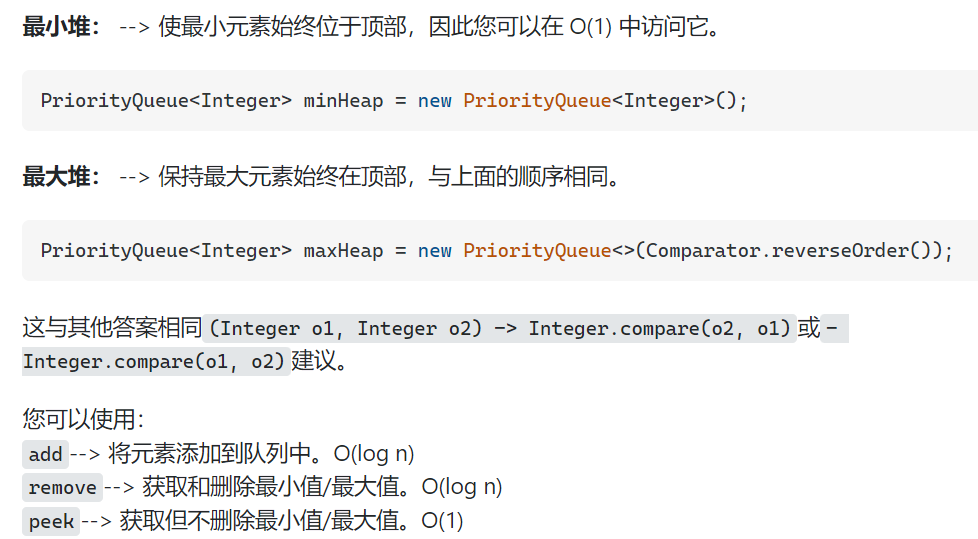 最小堆： --> 使最小元素始终位于顶部，因此您可以在 O(1) 中访问它。
PriorityQueue<Integer> minHeap = new PriorityQueue<Integer>();
最大堆： --> 保持最大元素始终在顶部，与上面的顺序相同。
PriorityQueue<Integer> maxHeap = new PriorityQueue<>(Comparator.reverseOrder());
这与其他答案相同(Integer o1, Integer o2) -> Integer.compare(o2, o1)或-
Integer.compare(o1, o2)建议。
您可以使用：
add--> 将元素添加到队列中。O(log n)
remove--> 获取和删除最小值/最大值。O(log n)
peek--> 获取但不删除最小值/最大值。O(1)